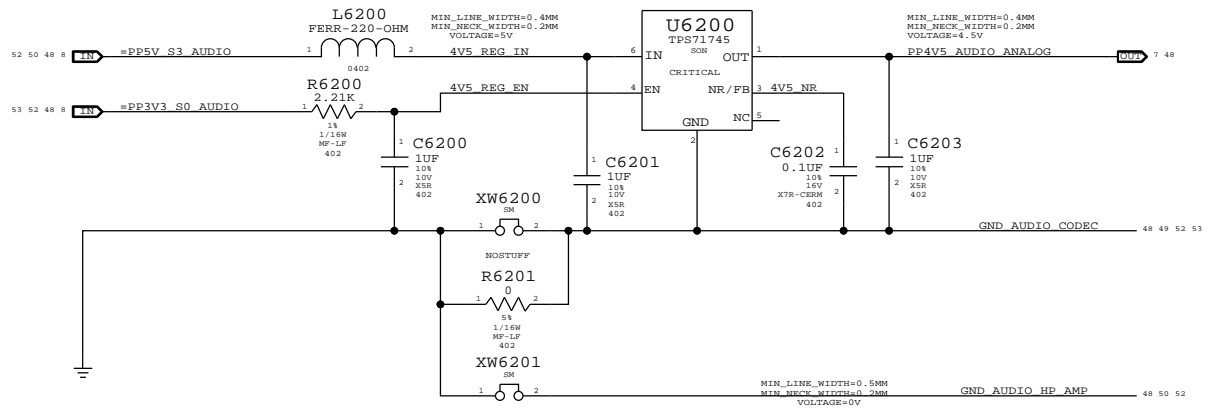 L6200
FERR-220-OHM
MIN_LINE_WIDTH=0.4MM
MIN_NECK_WIDTH=0.2MM
VOLTAGE=5V
U6200
TPS71745
SON
MIN_LINE_WIDTH=0.4MM
MIN_NECK_WIDTH=0.2MM
VOLTAGE=4.5V
52 50 48 8 IN =PP5V_S3_AUDIO 1 2 4V5_REG_IN 6 IN OUT 1 PP4V5_AUDIO_ANALOG OUT 7 48
0402
CRITICAL
R6200
2.21K
53 52 48 8 IN =PP3V3_S0_AUDIO 1 2 4V5_REG_EN 4 EN NR/FB 3 4V5_NR
1%
1/16W
MF-LF
402
NC 5
GND
2
1
C6200
1UF
10%
10V
X5R
402
2
1
C6201
1UF
10%
10V
X5R
402
2
1
C6202
0.1UF
10%
16V
X7R-CERM
402
2
1
C6203
1UF
10%
10V
X5R
402
2
XW6200
SM
1 2
GND_AUDIO_CODEC 48 49 52 53
NOSTUFF
R6201
0
1 2
5%
1/16W
MF-LF
402
XW6201
SM
1 2
MIN_LINE_WIDTH=0.5MM
MIN_NECK_WIDTH=0.2MM
VOLTAGE=0V
GND_AUDIO_HP_AMP 48 50 52